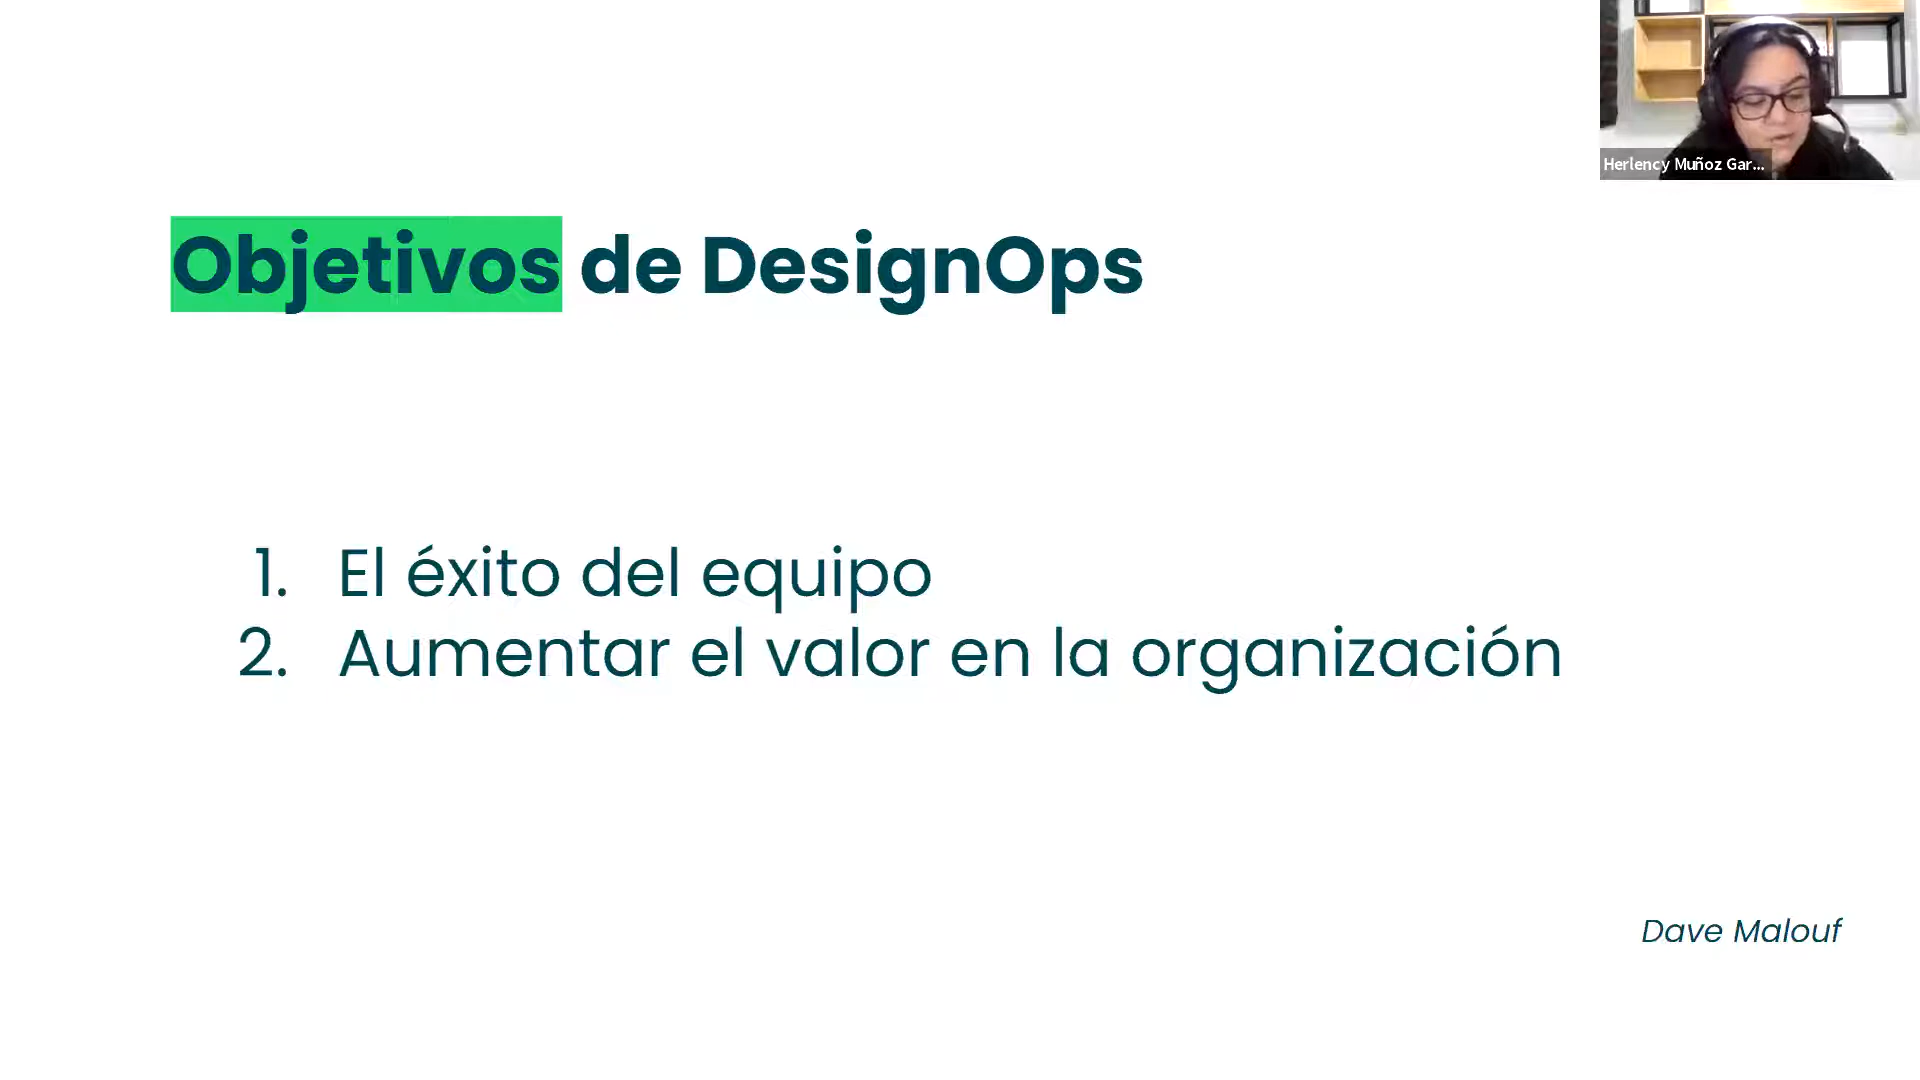 Herlency Muñoz Gar...
Objetivos de DesignOps
1. El éxito del equipo
2. Aumentar el valor en la organización
Dave Malouf